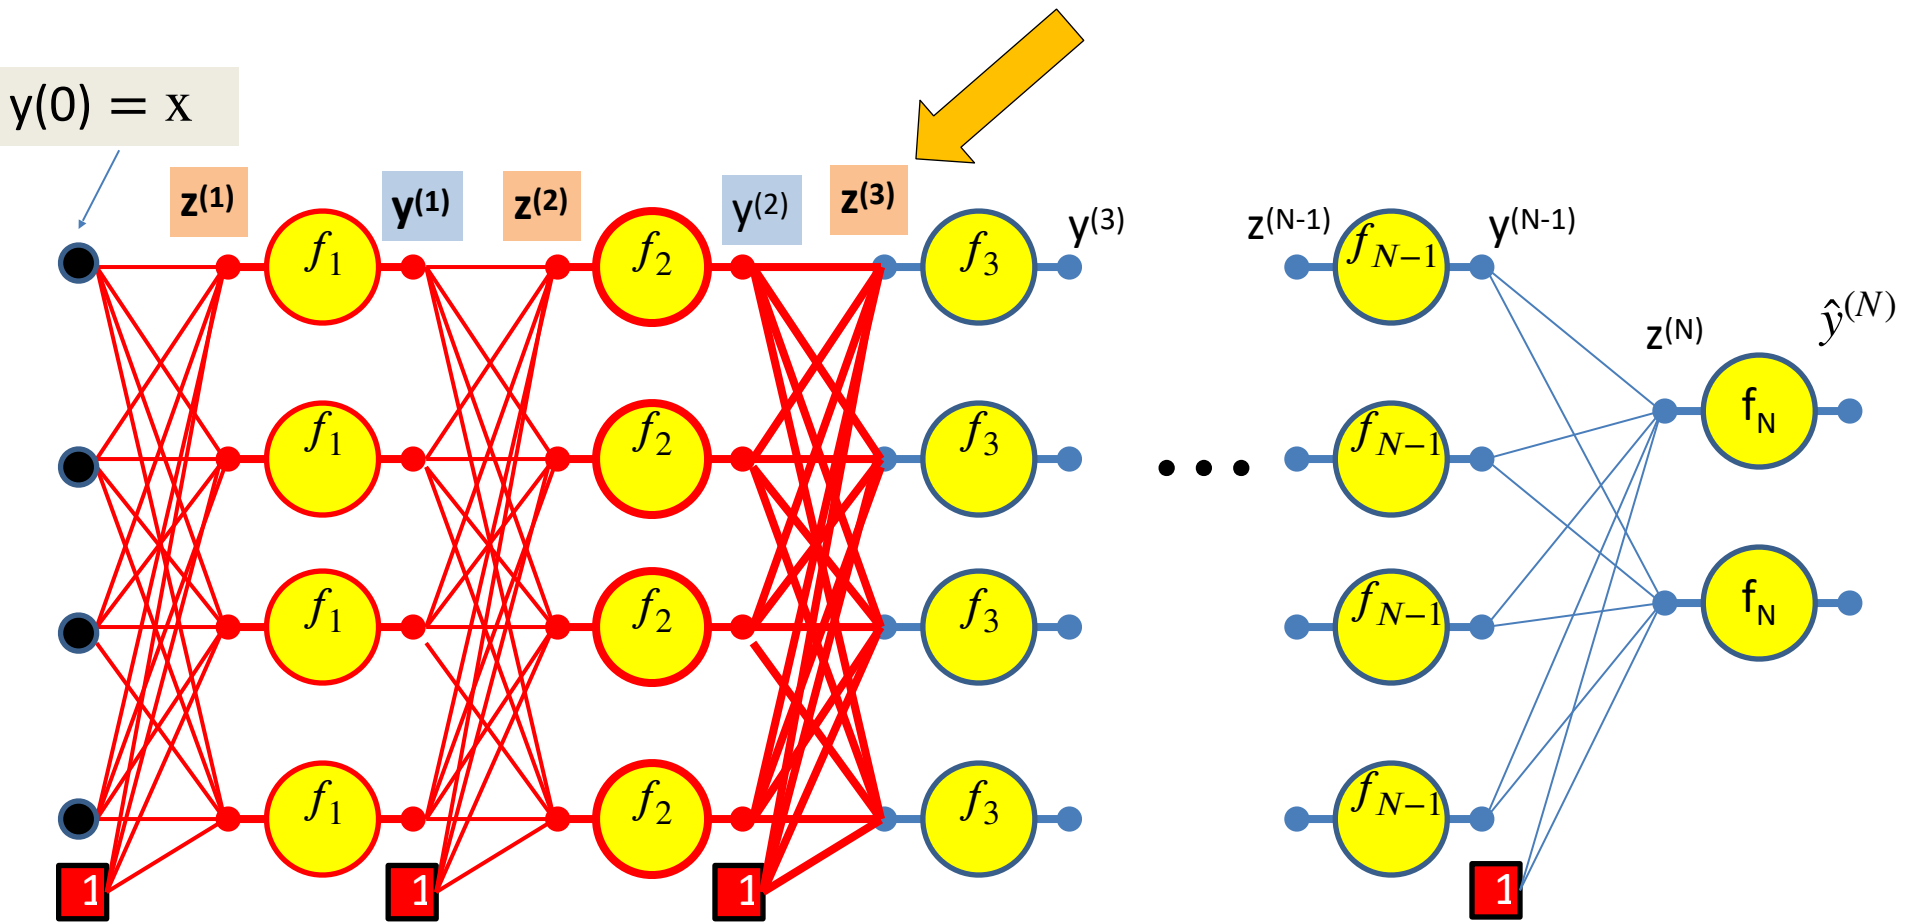 y(0) = x
z(1) y(1) z(2) y(2) z(3) y(3) z(N-1) y(N-1)
f1 f2 f3 fN−1
z(N) ŷ(N)
fN
f1 f2 f3 fN−1
fN
f1 f2 f3 fN−1
f1 f2 f3 fN−1
1 1 1 1